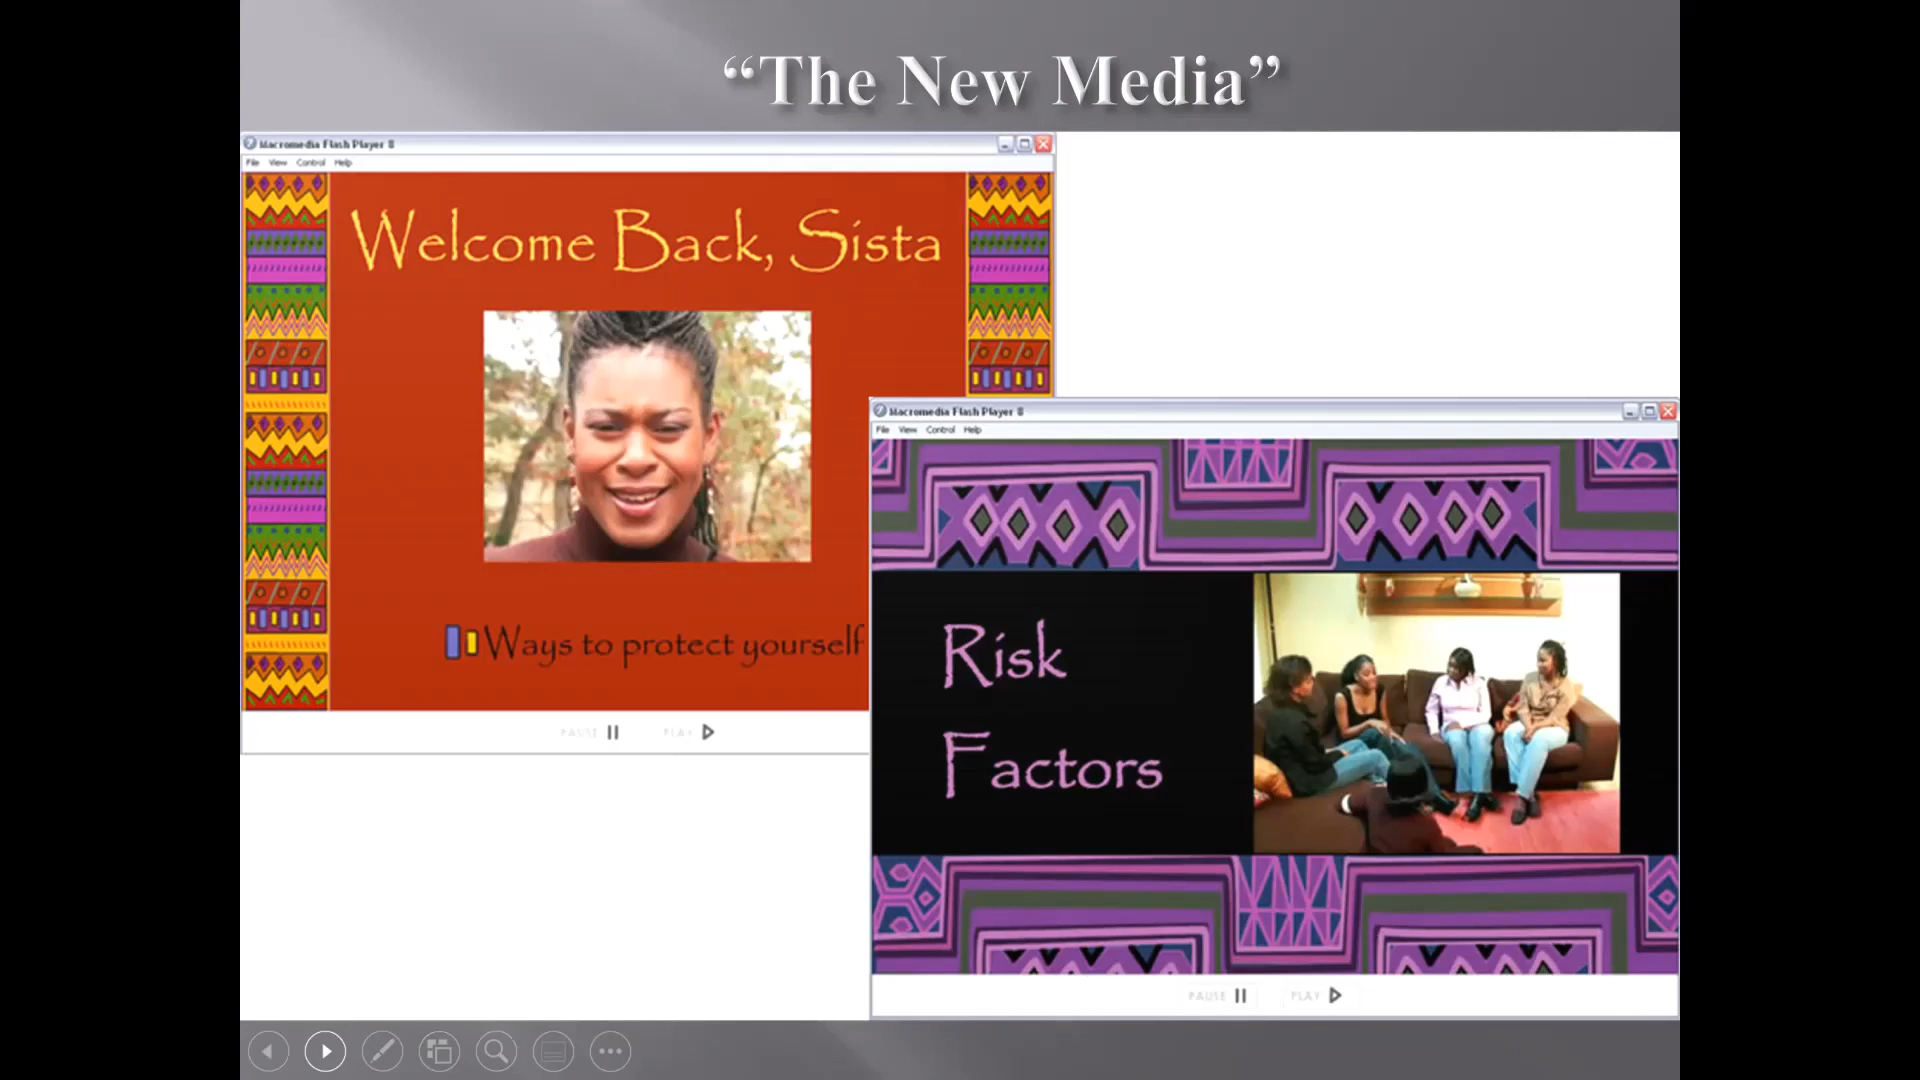 “The New Media”
Macromedia Flash Player 8
File View Control Help
Welcome Back, Sista
Ways to protect yourself
PAUSE PLAY
Macromedia Flash Player 8
File View Control Help
Risk
Factors
PAUSE PLAY